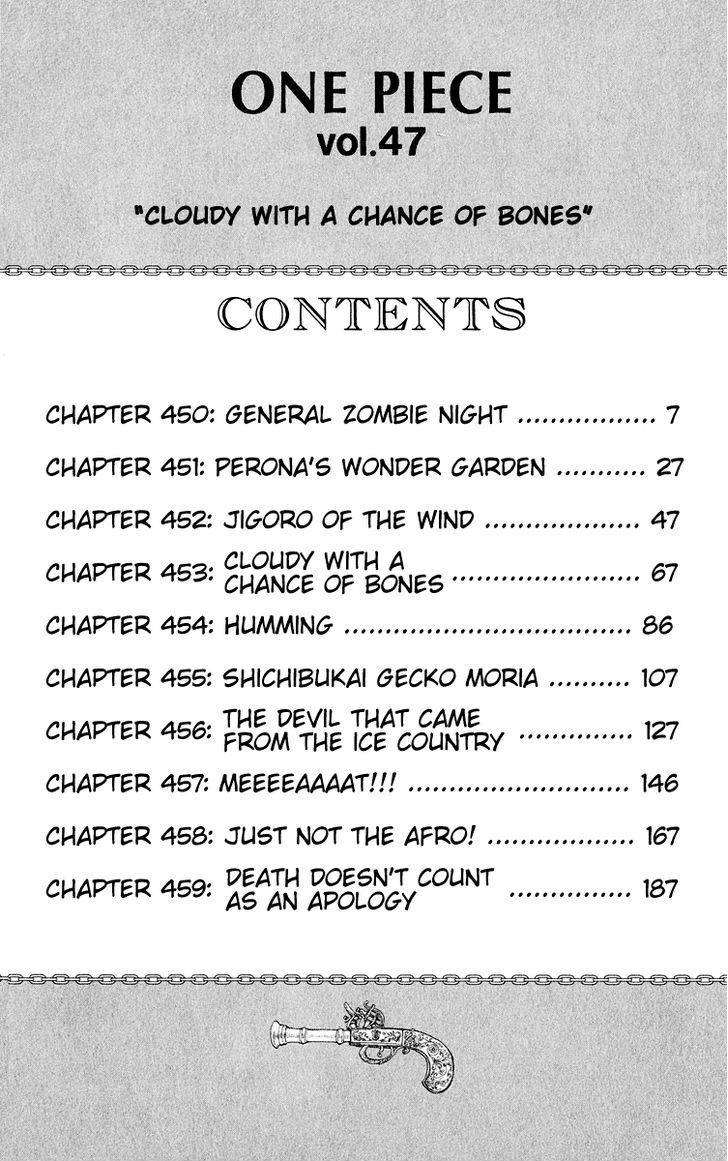 ONE PIECE
vol.47
"CLOUDY WITH A CHANCE OF BONES"
CONTENTS
CHAPTER 450: GENERAL ZOMBIE NIGHT ................. 7
CHAPTER 451: PERONA'S WONDER GARDEN ........... 27
CHAPTER 452: JIGORO OF THE WIND ................... 47
CHAPTER 453: CLOUDY WITH A
CHANCE OF BONES ....................... 67
CHAPTER 454: HUMMING ................................... 86
CHAPTER 455: SHICHIBUKAI GECKO MORIA .......... 107
CHAPTER 456: THE DEVIL THAT CAME
FROM THE ICE COUNTRY .............. 127
CHAPTER 457: MEEEEAAAAT!!! ........................... 146
CHAPTER 458: JUST NOT THE AFRO! .................. 167
CHAPTER 459: DEATH DOESN'T COUNT
AS AN APOLOGY ............... 187